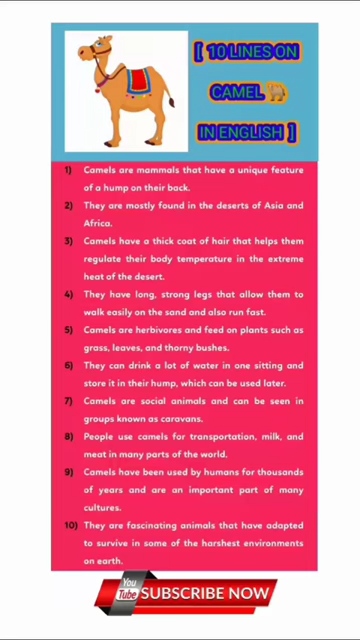 [ 10 LINES ON
CAMEL 🐪
IN ENGLISH ]
1) Camels are mammals that have a unique feature
of a hump on their back.
2) They are mostly found in the deserts of Asia and
Africa.
3) Camels have a thick coat of hair that helps them
regulate their body temperature in the extreme
heat of the desert.
4) They have long, strong legs that allow them to
walk easily on the sand and also run fast.
5) Camels are herbivores and feed on plants such as
grass, leaves, and thorny bushes.
6) They can drink a lot of water in one sitting and
store it in their hump, which can be used later.
7) Camels are social animals and can be seen in
groups known as caravans.
8) People use camels for transportation, milk, and
meat in many parts of the world.
9) Camels have been used by humans for thousands
of years and are an important part of many
cultures.
10) They are fascinating animals that have adapted
to survive in some of the harshest environments
on earth.
You
Tube SUBSCRIBE NOW